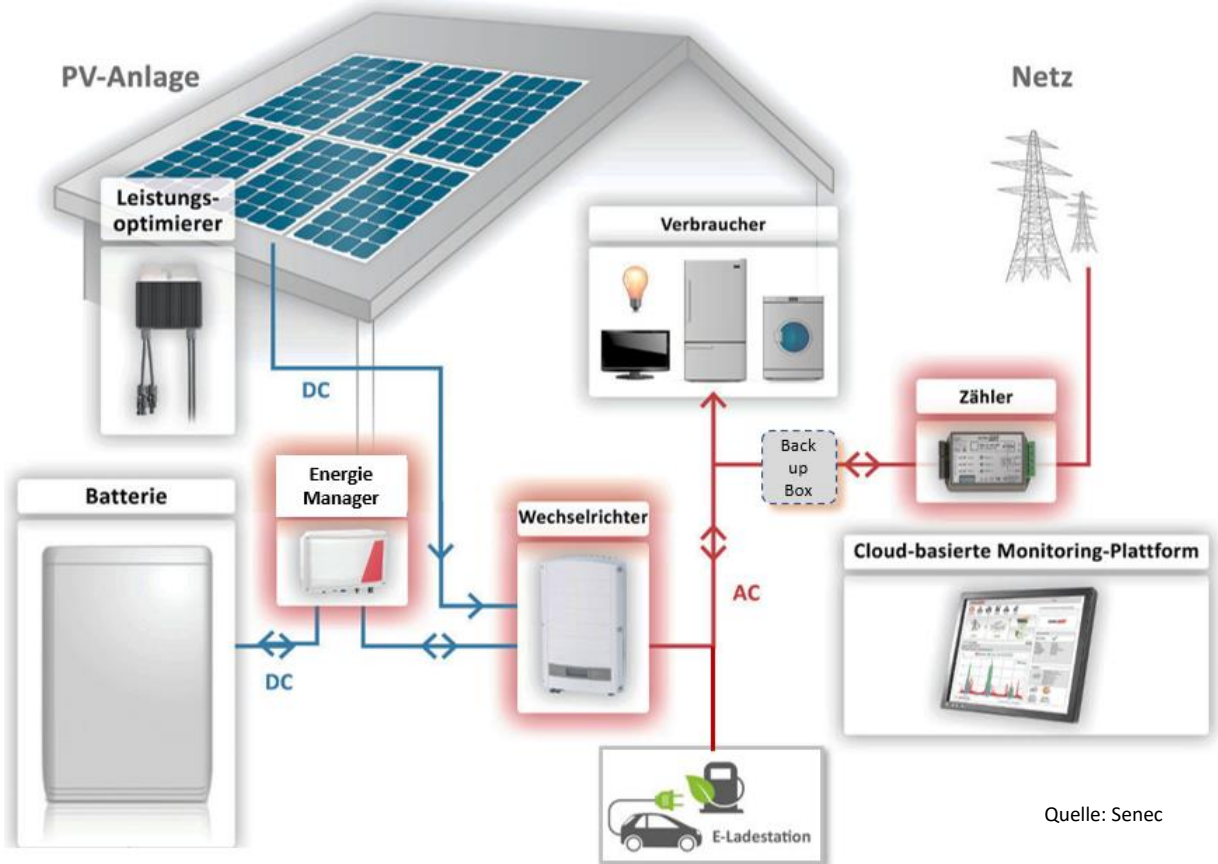 PV-Anlage
Netz
Leistungs-
optimierer
Verbraucher
DC
Zähler
Back
up
Box
Energie
Manager
Batterie
Wechselrichter
Cloud-basierte Monitoring-Plattform
AC
DC
E-Ladestation
Quelle: Senec